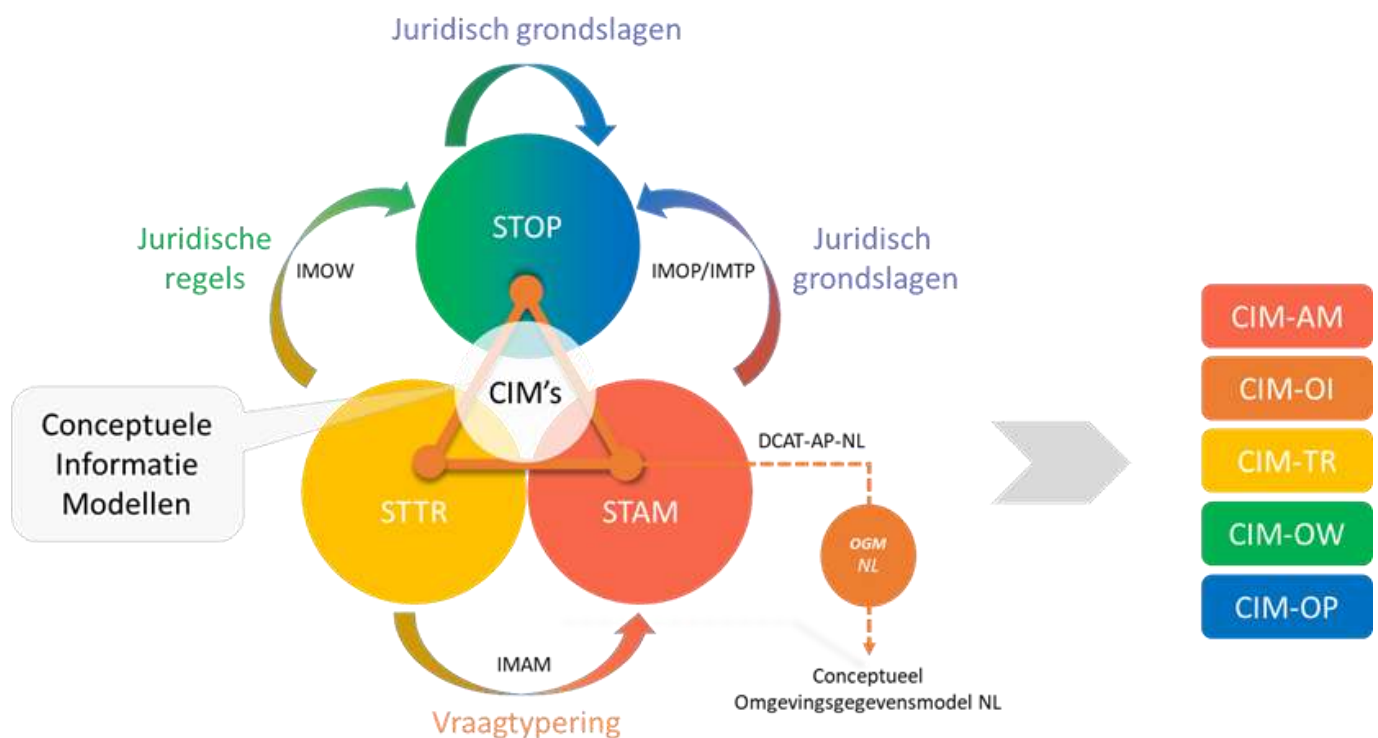 Juridisch grondslagen
STOP
Juridische
regels
IMOW
IMOP/IMTP
Juridisch
grondslagen
CIM's
Conceptuele
Informatie
Modellen
STTR
STAM
DCAT-AP-NL
OGM
NL
IMAM
Vraagtypering
Conceptueel
Omgevingsgegevensmodel NL
CIM-AM
CIM-OI
CIM-TR
CIM-OW
CIM-OP